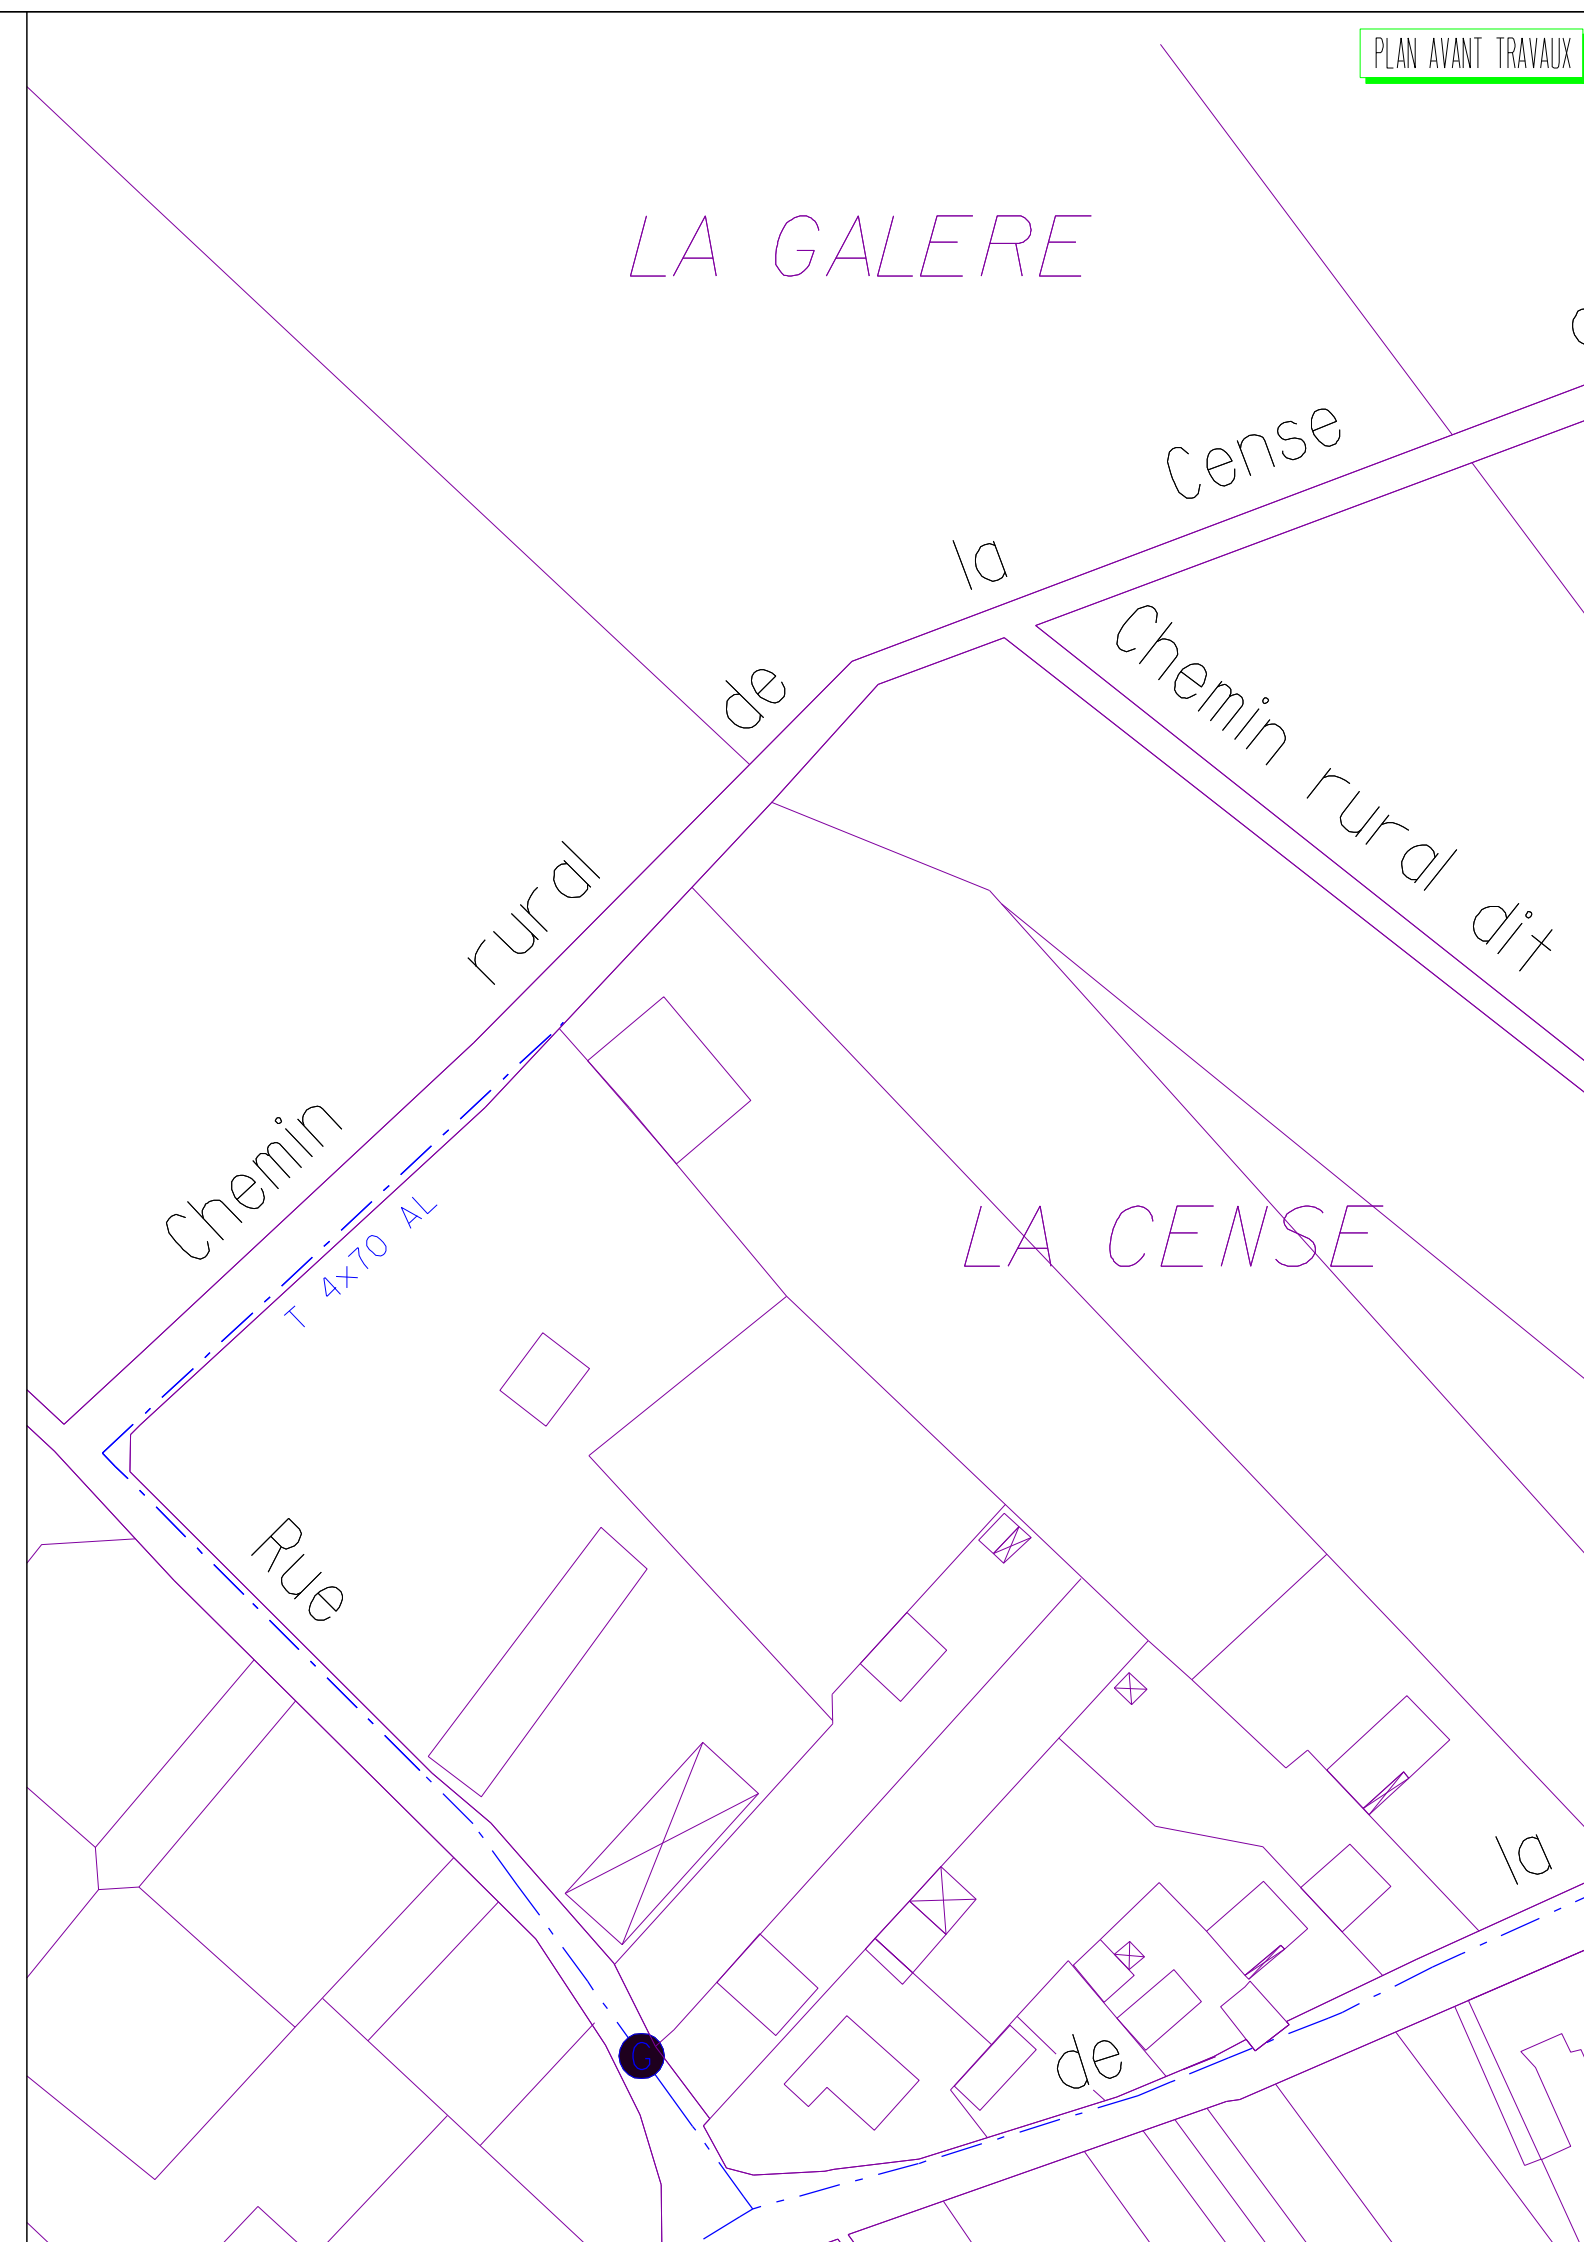 PLAN AVANT TRAVAUX
LA GALERE
Chemin rural de la Cense
Chemin rural dit
LA CENSE
T 4x70 AL
Rue
de la
G